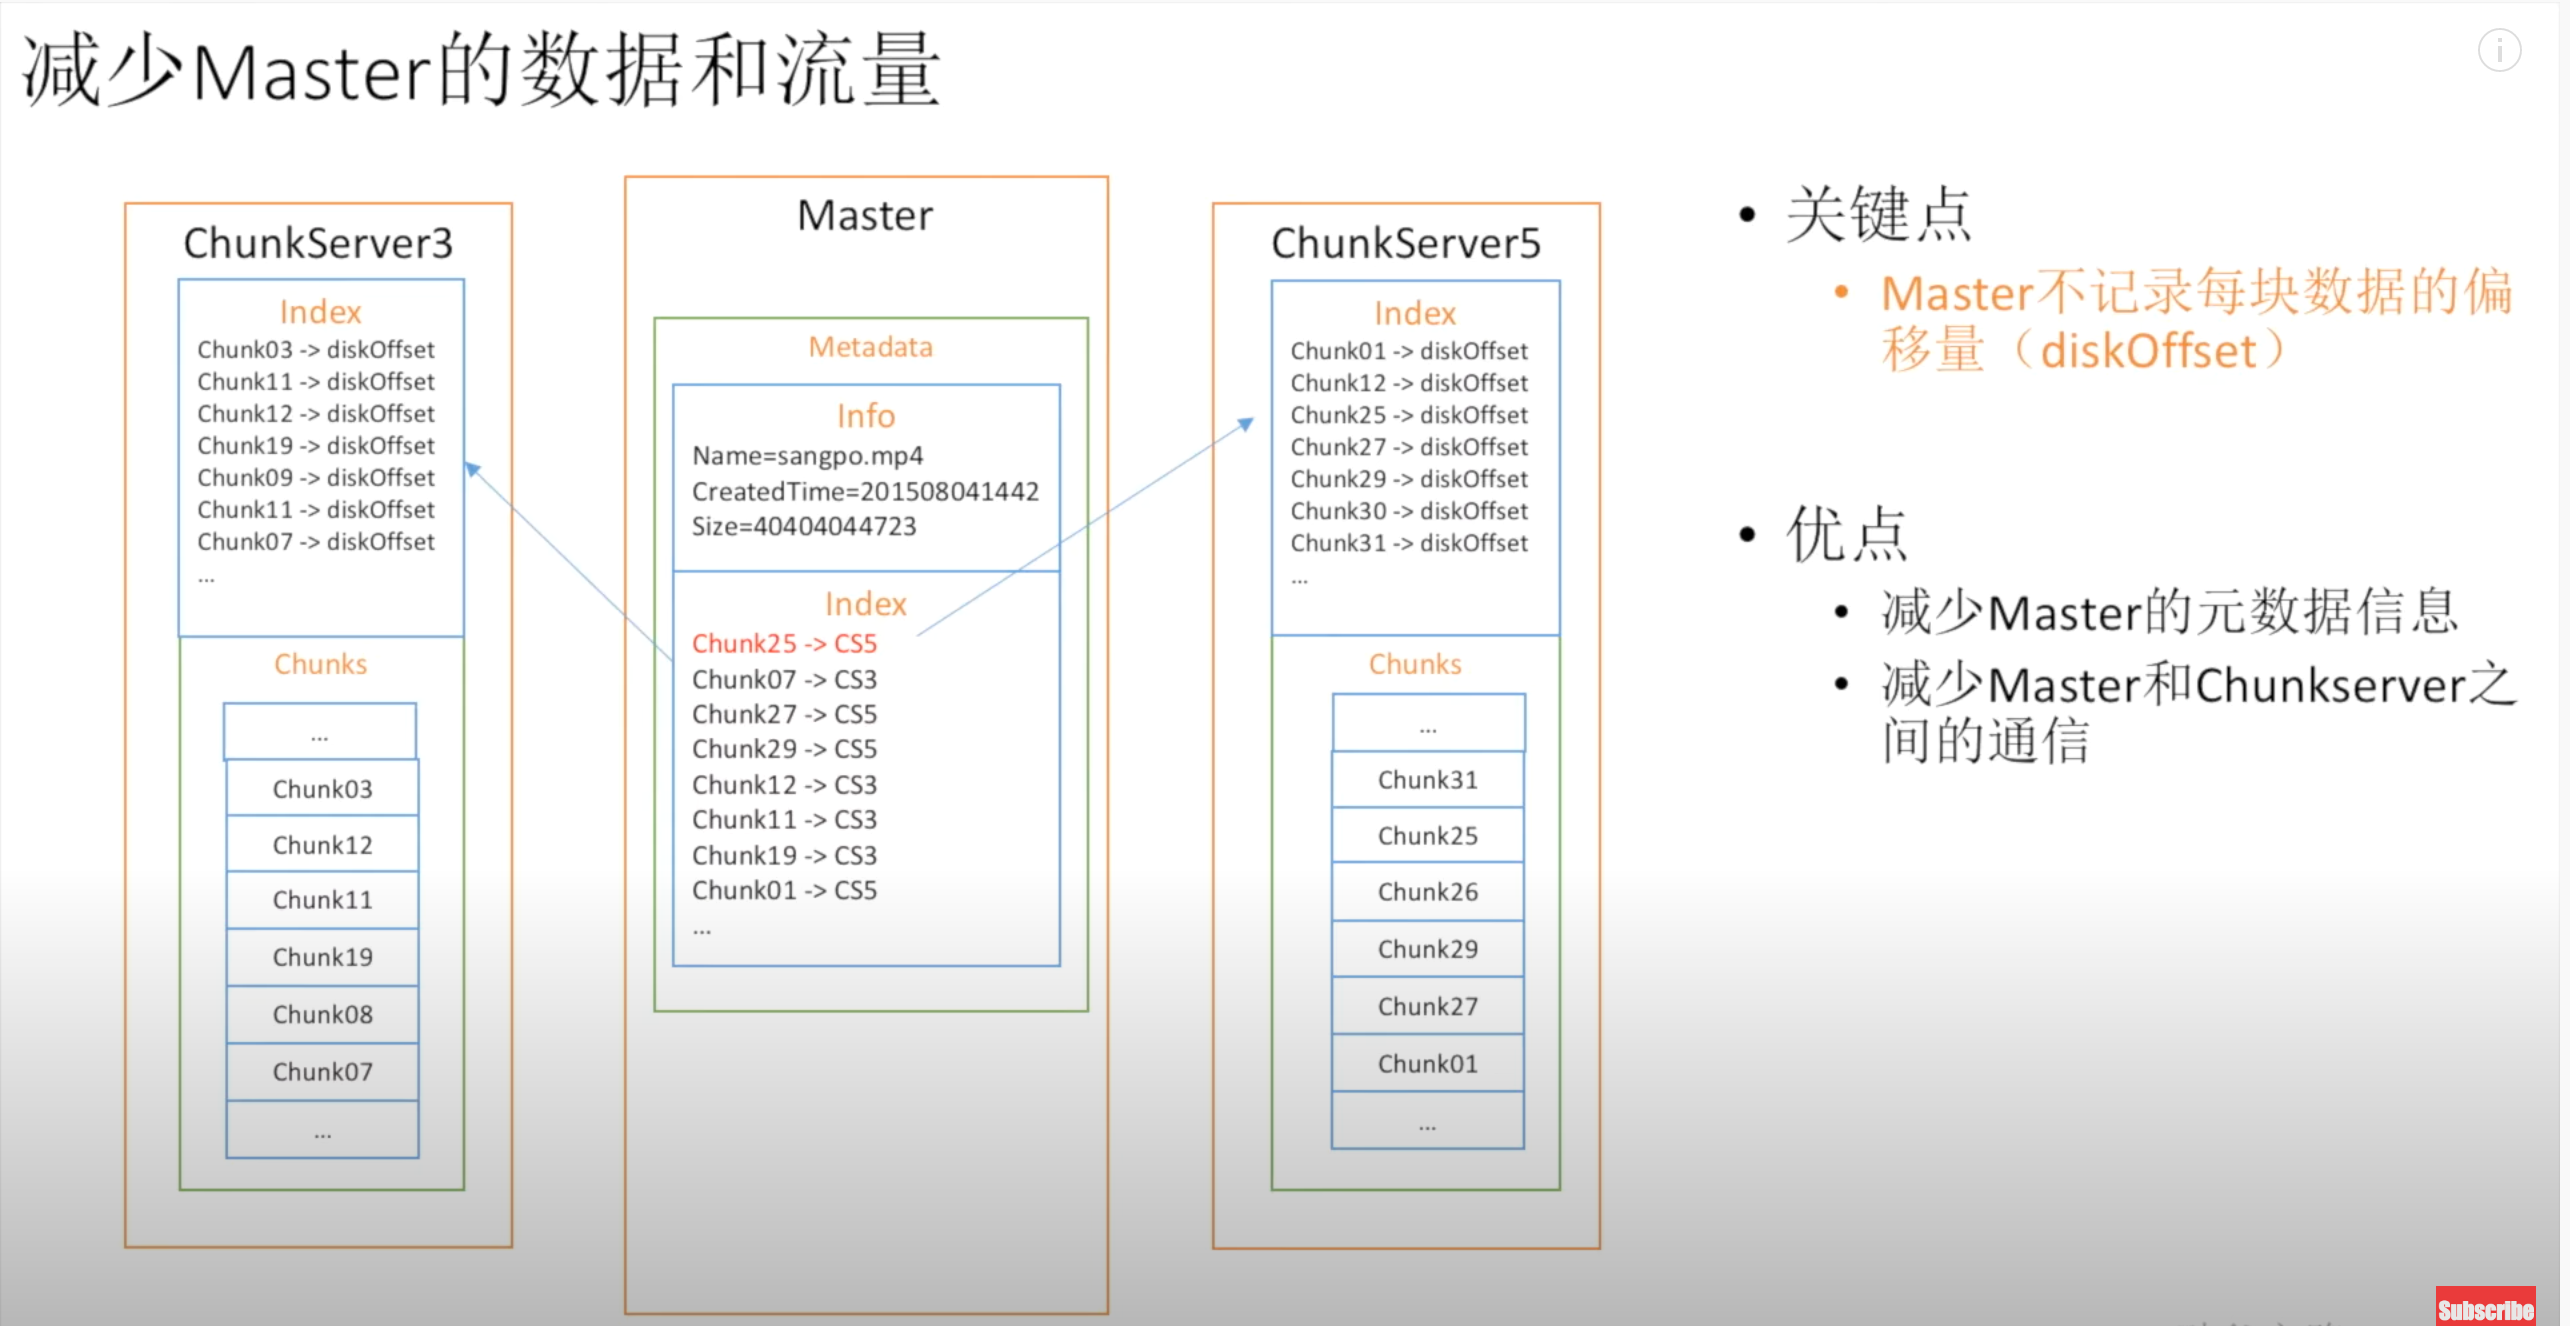 减少Master的数据和流量
ChunkServer3
Index
Chunk03 -> diskOffset
Chunk11 -> diskOffset
Chunk12 -> diskOffset
Chunk19 -> diskOffset
Chunk09 -> diskOffset
Chunk11 -> diskOffset
Chunk07 -> diskOffset
...
Chunks
...
Chunk03
Chunk12
Chunk11
Chunk19
Chunk08
Chunk07
...
Master
Metadata
Info
Name=sangpo.mp4
CreatedTime=201508041442
Size=40404044723
Index
Chunk25 -> CS5
Chunk07 -> CS3
Chunk27 -> CS5
Chunk29 -> CS5
Chunk12 -> CS3
Chunk11 -> CS3
Chunk19 -> CS3
Chunk01 -> CS5
...
ChunkServer5
Index
Chunk01 -> diskOffset
Chunk12 -> diskOffset
Chunk25 -> diskOffset
Chunk27 -> diskOffset
Chunk29 -> diskOffset
Chunk30 -> diskOffset
Chunk31 -> diskOffset
...
Chunks
...
Chunk31
Chunk25
Chunk26
Chunk29
Chunk27
Chunk01
...
• 关键点
• Master不记录每块数据的偏
移量（diskOffset）
• 优点
• 减少Master的元数据信息
• 减少Master和Chunkserver之
间的通信
Subscribe